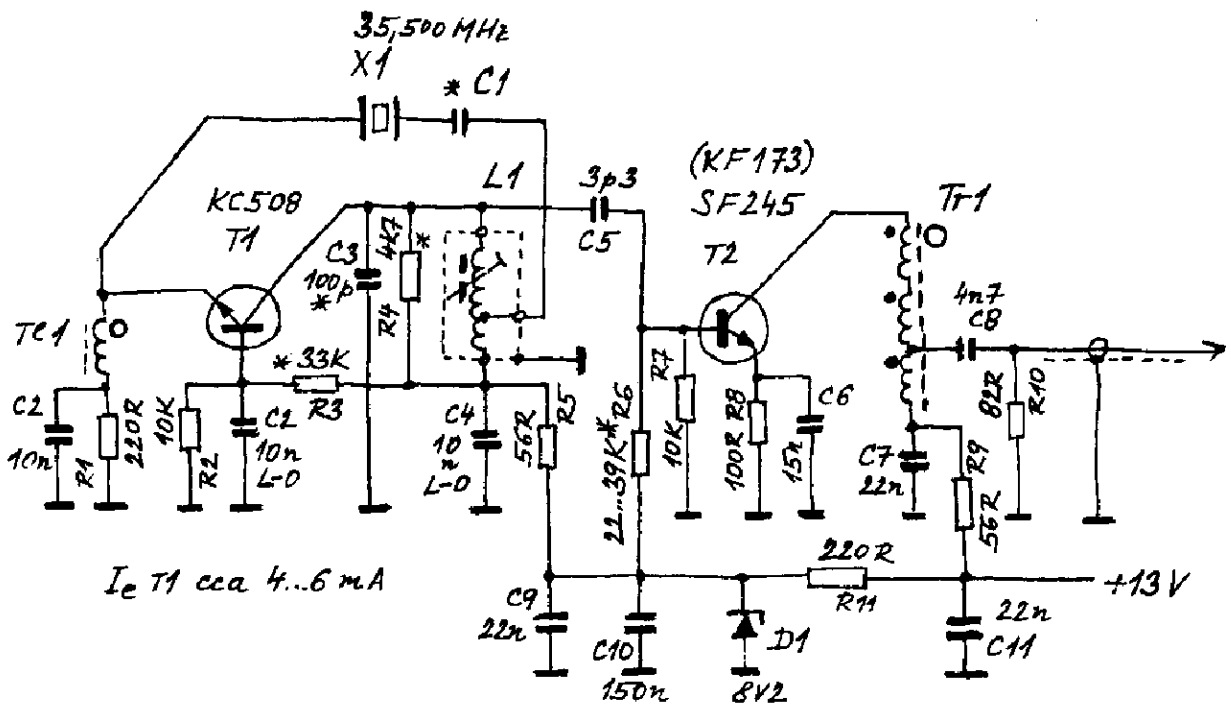 35,500 MHz
X1
* C1
KC508
T1
L1
3p3
C5
(KF173)
SF245
T2
Tr1
C3
100p
*
4K7
*
R4
4n7
C8
Tl1
* 33K
R3
C2
10n
R1
220R
10K
R2
C2
10n
L-O
C4
10
n
L-O
56R
R5
22...39K*
R6
R7
10K
R8
100R
C6
15n
C7
22n
R9
56R
82R
R10
220R
R11
+13V
Ie T1 cca 4...6 mA
C9
22n
C10
150n
D1
8V2
22n
C11